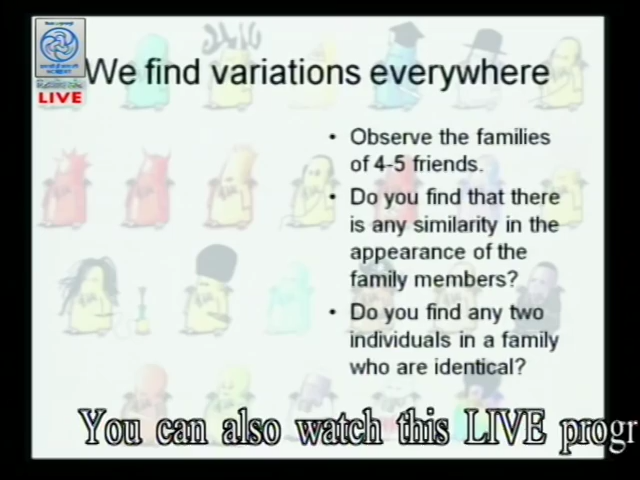 NCERT
LIVE
We find variations everywhere
• Observe the families
of 4-5 friends.
• Do you find that there
is any similarity in the
appearance of the
family members?
• Do you find any two
individuals in a family
who are identical?
You can also watch this LIVE progr